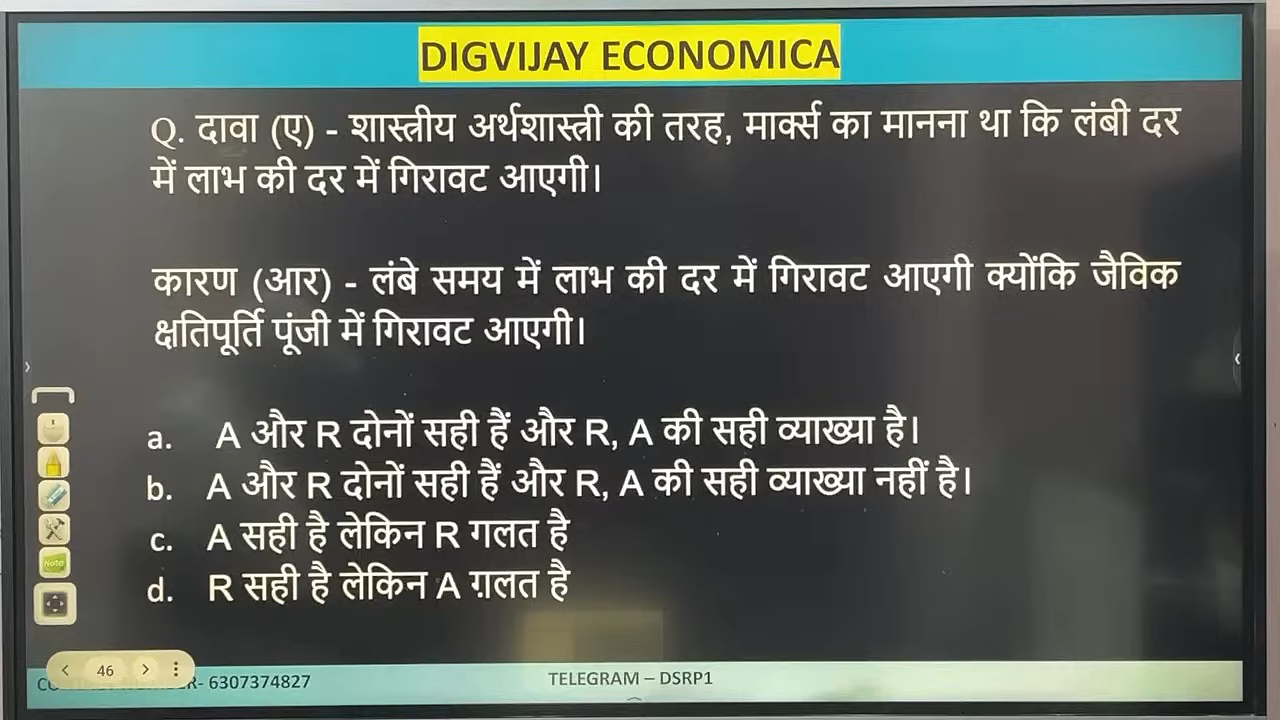 DIGVIJAY ECONOMICA
Q. दावा (ए) - शास्त्रीय अर्थशास्त्री की तरह, मार्क्स का मानना था कि लंबी दर
में लाभ की दर में गिरावट आएगी।
कारण (आर) - लंबे समय में लाभ की दर में गिरावट आएगी क्योंकि जैविक
क्षतिपूर्ति पूंजी में गिरावट आएगी।
a. A और R दोनों सही हैं और R, A की सही व्याख्या है।
b. A और R दोनों सही हैं और R, A की सही व्याख्या नहीं है।
c. A सही है लेकिन R गलत है
d. R सही है लेकिन A ग़लत है
Note
46
R- 6307374827
TELEGRAM – DSRP1